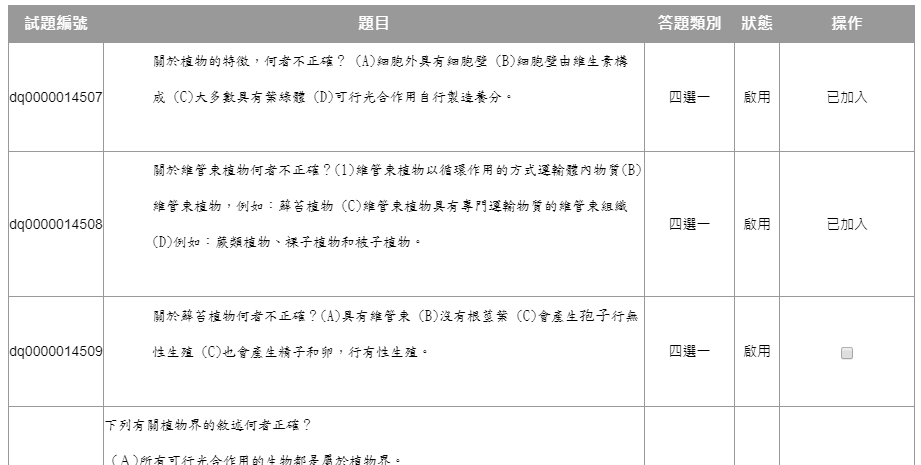 試題編號 題目 答題類別 狀態 操作
關於植物的特徵，何者不正確？ (A)細胞外具有細胞壁 (B)細胞壁由維生素構
dq0000014507 成 (C)大多數具有葉綠體 (D)可行光合作用自行製造養分。 四選一 啟用 已加入
關於維管束植物何者不正確？(1)維管束植物以循環作用的方式運輸體內物質(B)
dq0000014508 維管束植物，例如：蘚苔植物 (C)維管束植物具有專門運輸物質的維管束組織 四選一 啟用 已加入
(D)例如：蕨類植物、裸子植物和被子植物。
關於蘚苔植物何者不正確？(A)具有維管束 (B)沒有根莖葉 (C)會產生孢子行無
dq0000014509 性生殖 (C)也會產生精子和卵，行有性生殖。 四選一 啟用
下列有關植物界的敘述何者正確？
（A)所有可行光合作用的生物都是屬於植物界。